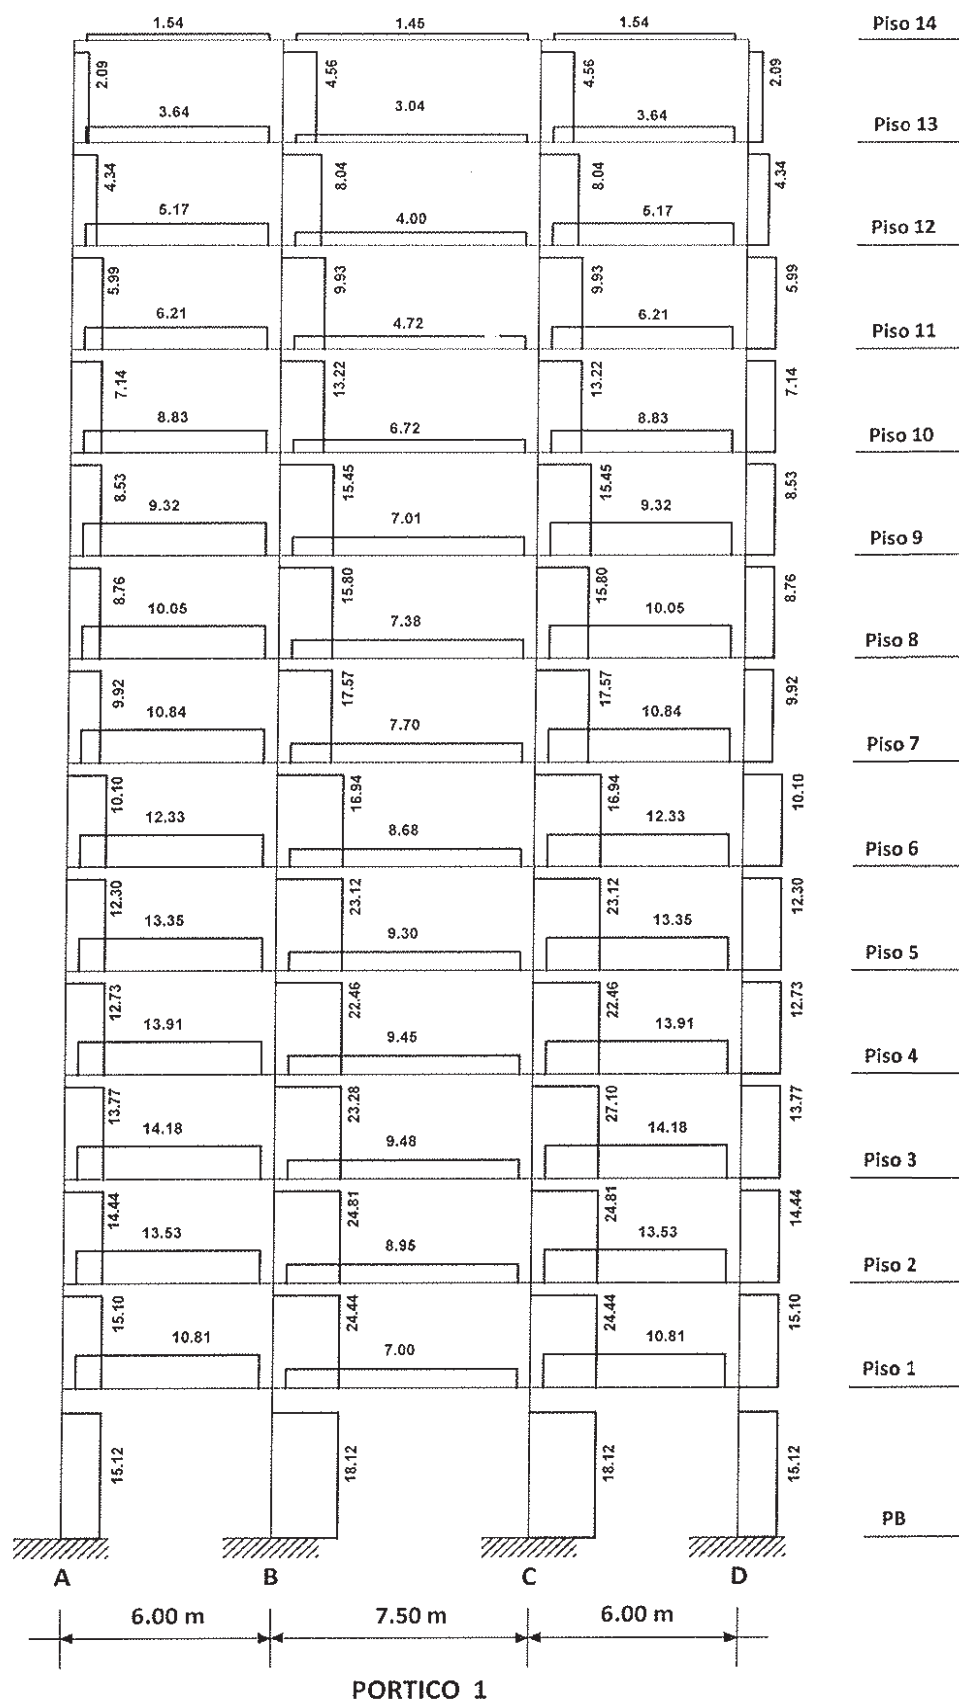 1.54 1.45 1.54 Piso 14
2.09 4.56 4.56 2.09
3.64 3.04 3.64 Piso 13
4.34 8.04 8.04 4.34
5.17 4.00 5.17 Piso 12
5.99 9.93 9.93 5.99
6.21 4.72 6.21 Piso 11
7.14 13.22 13.22 7.14
8.83 6.72 8.83 Piso 10
8.53 15.45 15.45 8.53
9.32 7.01 9.32 Piso 9
8.76 15.80 15.80 8.76
10.05 7.38 10.05 Piso 8
9.92 17.57 17.57 9.92
10.84 7.70 10.84 Piso 7
10.10 16.94 16.94 10.10
12.33 8.68 12.33 Piso 6
12.30 23.12 23.12 12.30
13.35 9.30 13.35 Piso 5
12.73 22.46 22.46 12.73
13.91 9.45 13.91 Piso 4
13.77 23.28 27.10 13.77
14.18 9.48 14.18 Piso 3
14.44 24.81 24.81 14.44
13.53 8.95 13.53 Piso 2
15.10 24.44 24.44 15.10
10.81 7.00 10.81 Piso 1
15.12 18.12 18.12 15.12
PB
A B C D
6.00 m 7.50 m 6.00 m
PORTICO 1